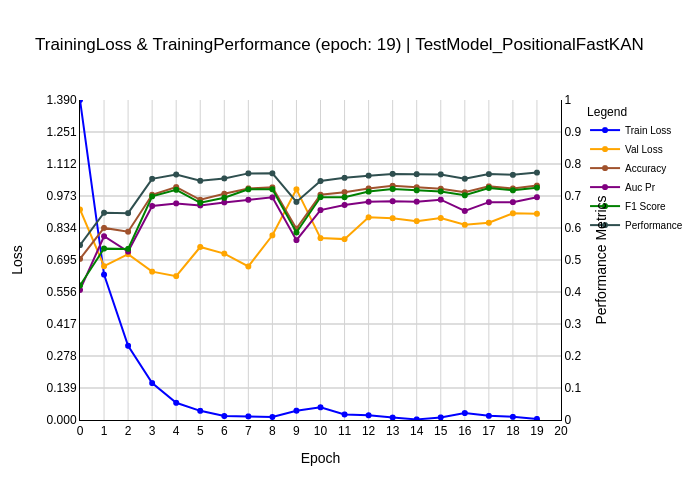 TrainingLoss & TrainingPerformance (epoch: 19) | TestModel_PositionalFastKAN
1.390
1.251
1.112
0.973
0.834
0.695
0.556
0.417
0.278
0.139
0.000
Loss
0 1 2 3 4 5 6 7 8 9 10 11 12 13 14 15 16 17 18 19 20
Epoch
1
0.9
0.8
0.7
0.6
0.5
0.4
0.3
0.2
0.1
0
Performance Metrics
Legend
Train Loss
Val Loss
Accuracy
Auc Pr
F1 Score
Performance